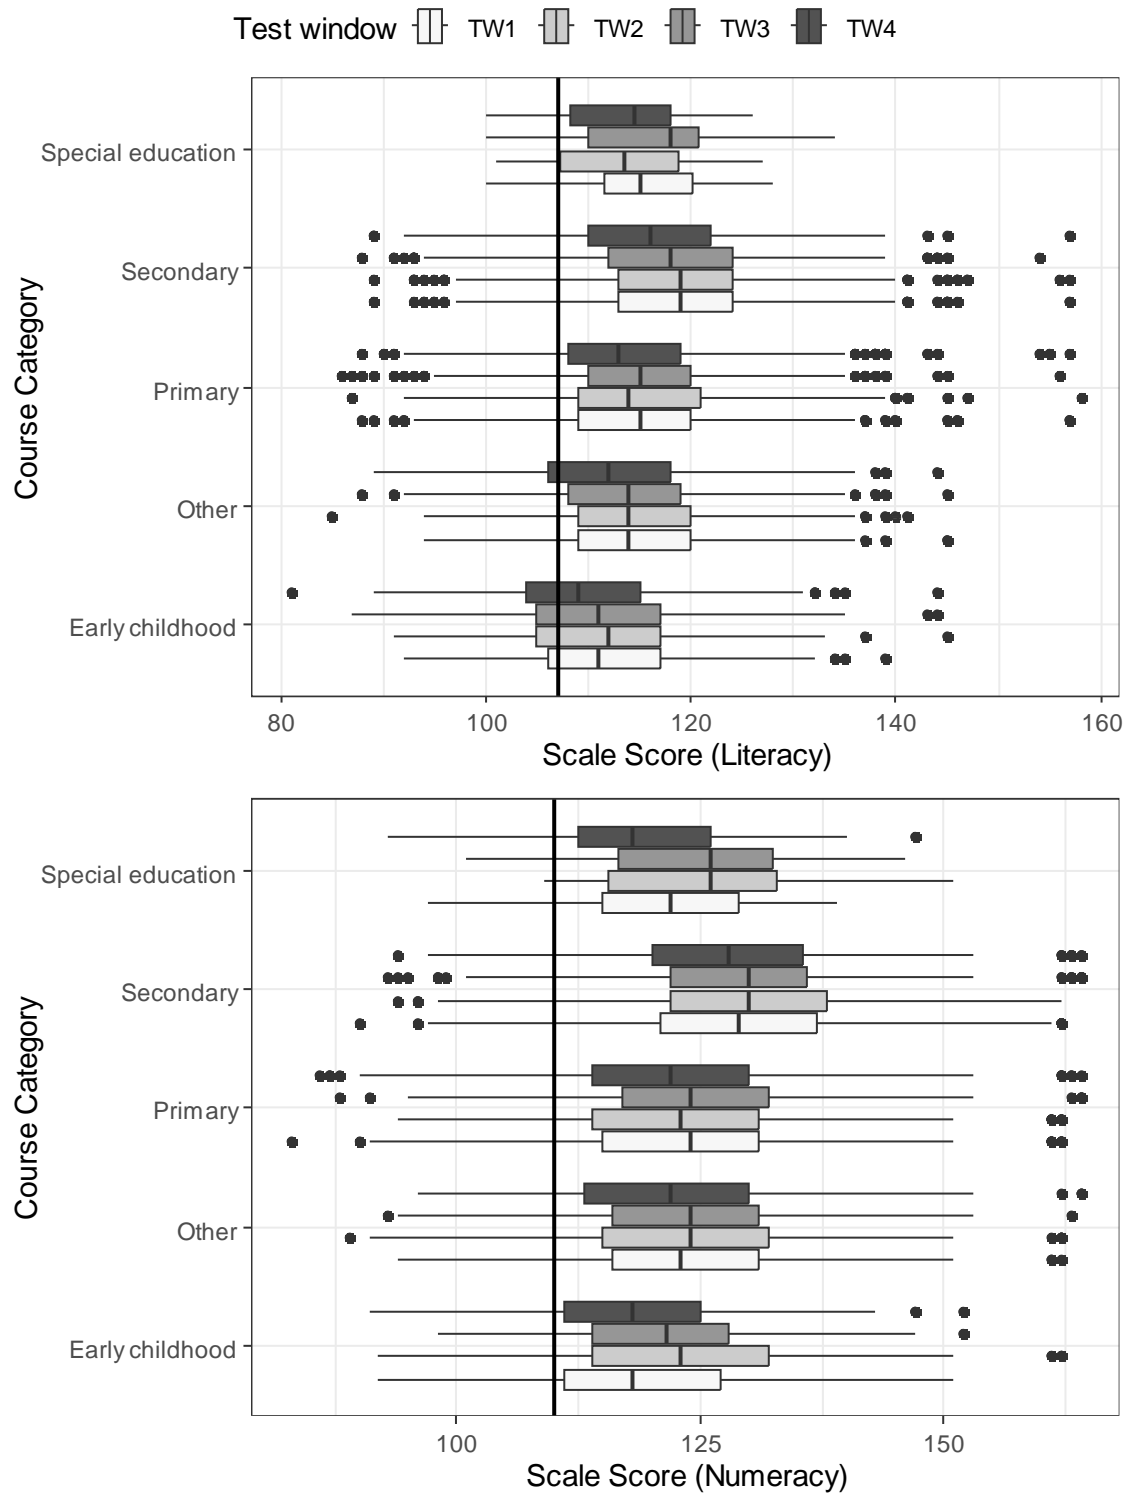 Test window TW1 TW2 TW3 TW4
Special education
Secondary
Primary
Other
Early childhood
Course Category
80 100 120 140 160
Scale Score (Literacy)
Special education
Secondary
Primary
Other
Early childhood
Course Category
100 125 150
Scale Score (Numeracy)